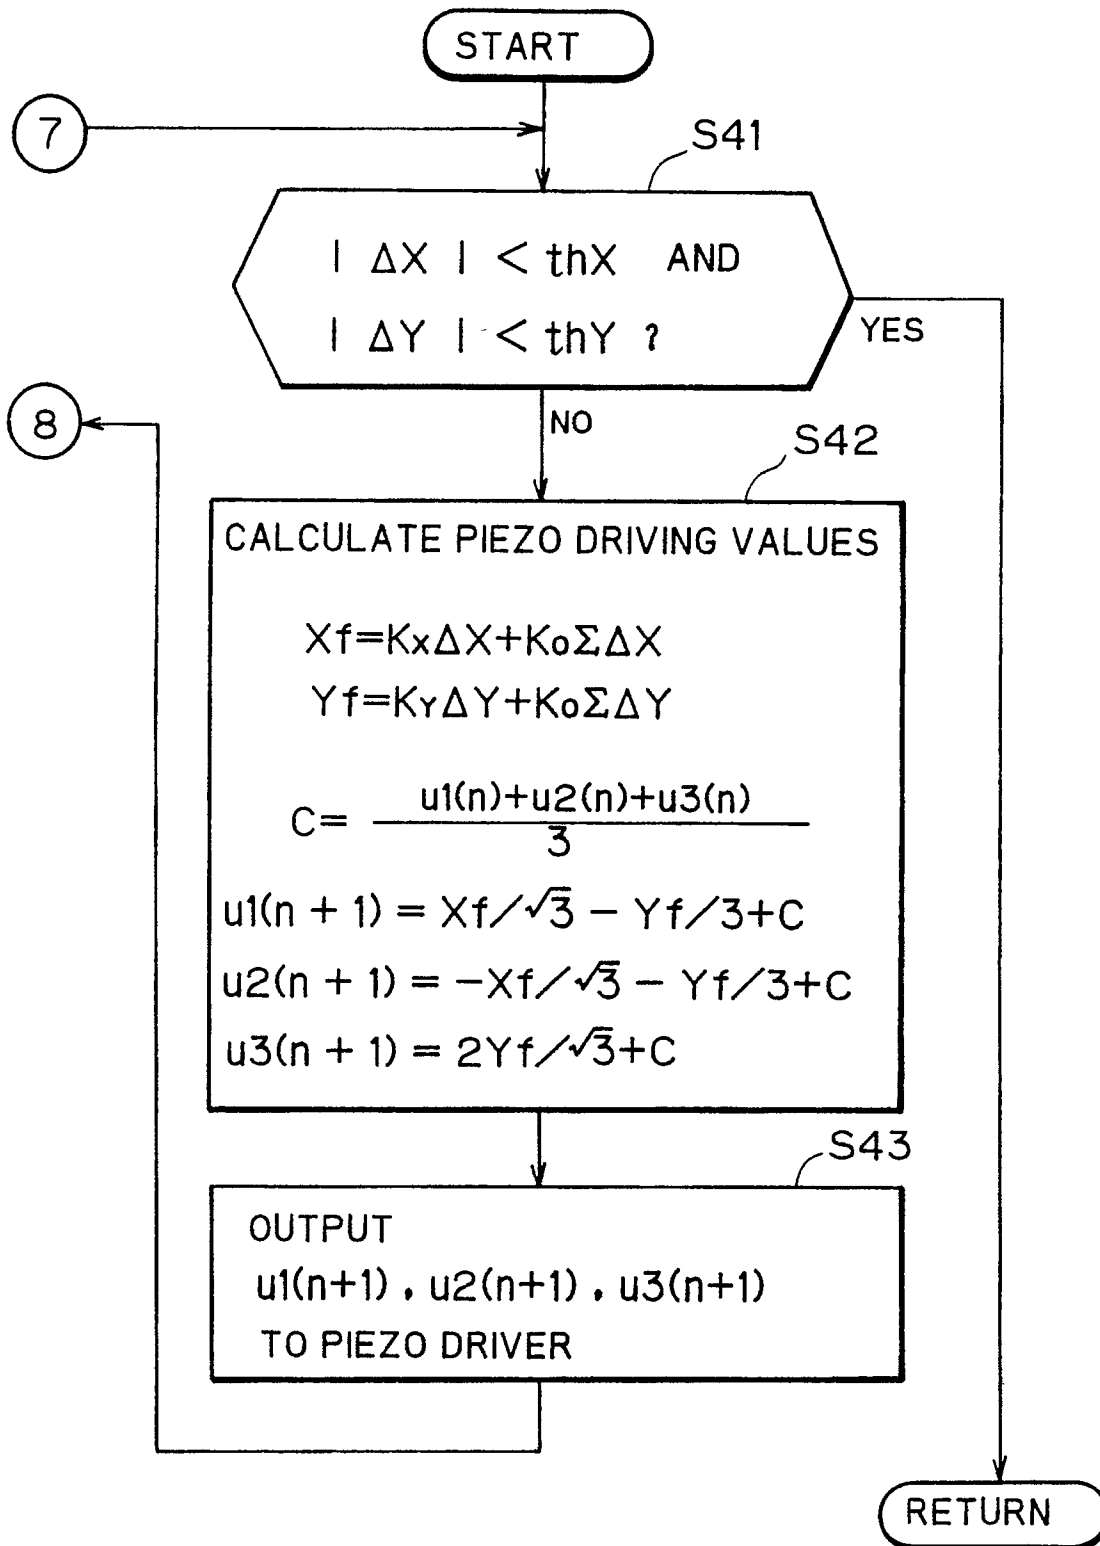 START
7
S41
| ΔX | < thX AND
| ΔY | < thY ?
YES
8
NO
S42
CALCULATE PIEZO DRIVING VALUES
Xf=KxΔX+KoΣΔX
Yf=KYΔY+KoΣΔY
C= u1(n)+u2(n)+u3(n)
3
u1(n + 1) = Xf/√3 - Yf/3+C
u2(n + 1) = -Xf/√3 - Yf/3+C
u3(n + 1) = 2Yf/√3+C
S43
OUTPUT
u1(n+1) . u2(n+1) . u3(n+1)
TO PIEZO DRIVER
RETURN